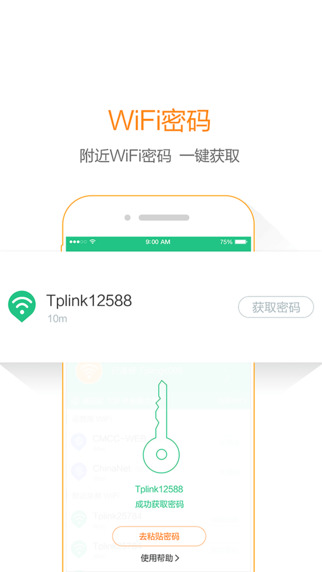 WiFi密码
附近WiFi密码 一键获取
9:00 AM
75%
Tplink12588
获取密码
10m
Tplink12588
成功获取密码
去粘贴密码
使用帮助